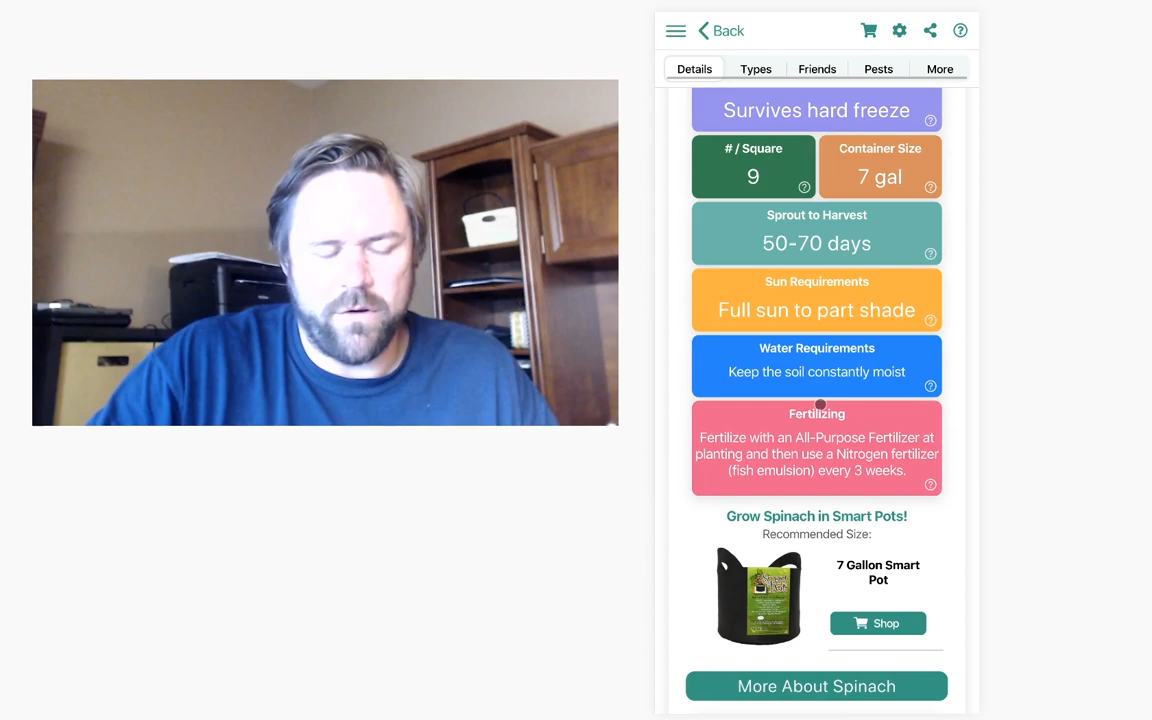 Back
Details
Types
Friends
Pests
More
Survives hard freeze
# / Square
9
Container Size
7 gal
Sprout to Harvest
50-70 days
Sun Requirements
Full sun to part shade
Water Requirements
Keep the soil constantly moist
Fertilizing
Fertilize with an All-Purpose Fertilizer at
planting and then use a Nitrogen fertilizer
(fish emulsion) every 3 weeks.
Grow Spinach in Smart Pots!
Recommended Size:
7 Gallon Smart
Pot
Shop
More About Spinach